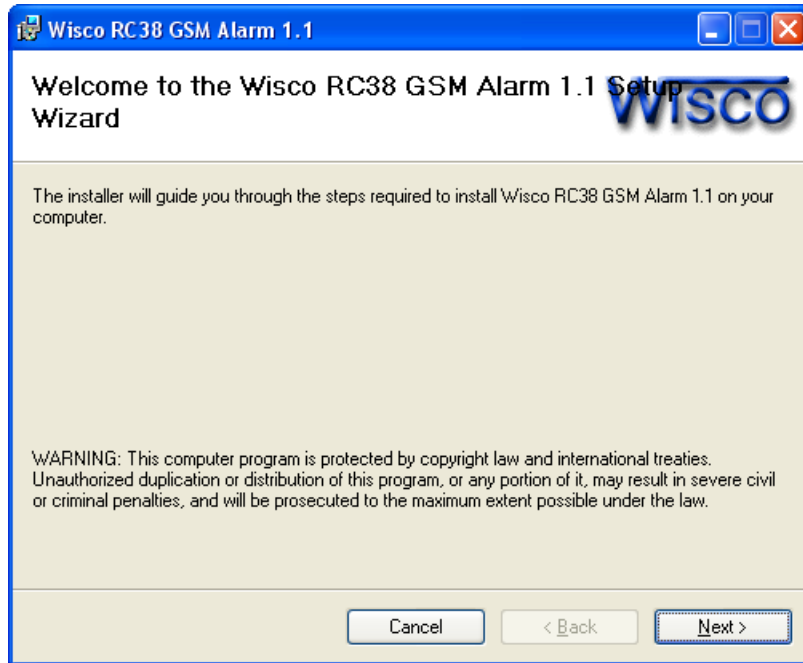 Wisco RC38 GSM Alarm 1.1
Welcome to the Wisco RC38 GSM Alarm 1.1 Setup
Wizard
WISCO
The installer will guide you through the steps required to install Wisco RC38 GSM Alarm 1.1 on your
computer.
WARNING: This computer program is protected by copyright law and international treaties.
Unauthorized duplication or distribution of this program, or any portion of it, may result in severe civil
or criminal penalties, and will be prosecuted to the maximum extent possible under the law.
Cancel
< Back
Next >